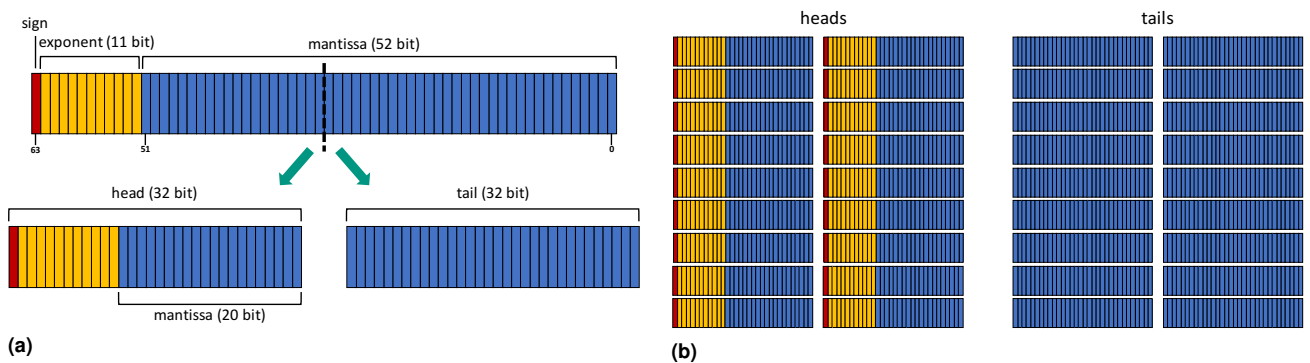 sign
exponent (11 bit)
mantissa (52 bit)
63
51
0
head (32 bit)
tail (32 bit)
mantissa (20 bit)
(a)
heads
tails
(b)